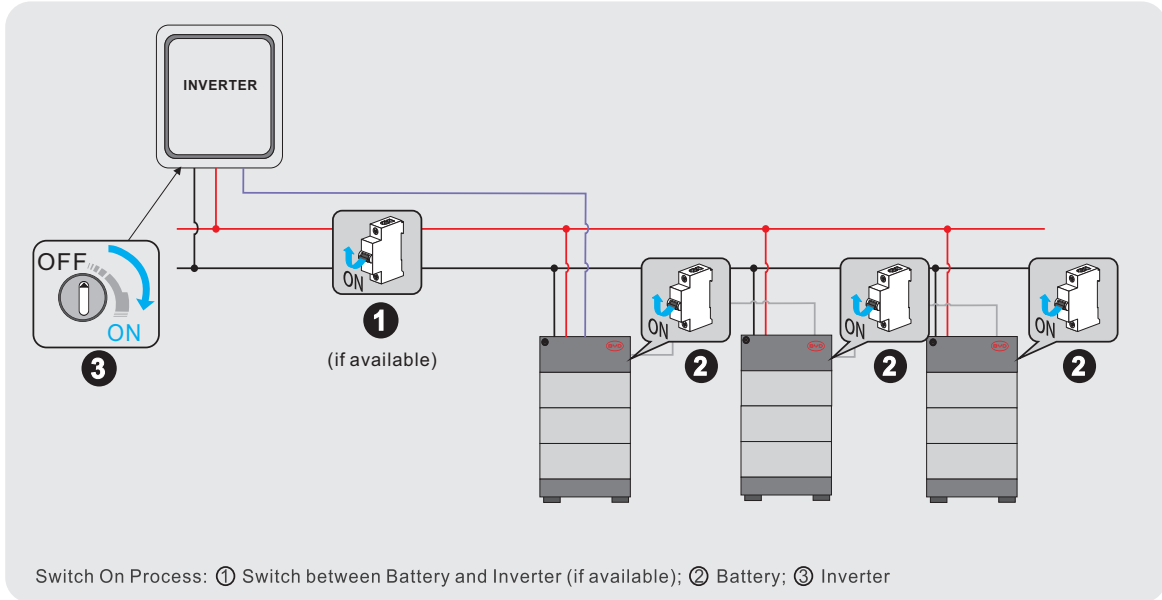 INVERTER
OFF
ON
3
ON
1
(if available)
ON
2
ON
2
ON
2
Switch On Process: ① Switch between Battery and Inverter (if available); ② Battery; ③ Inverter